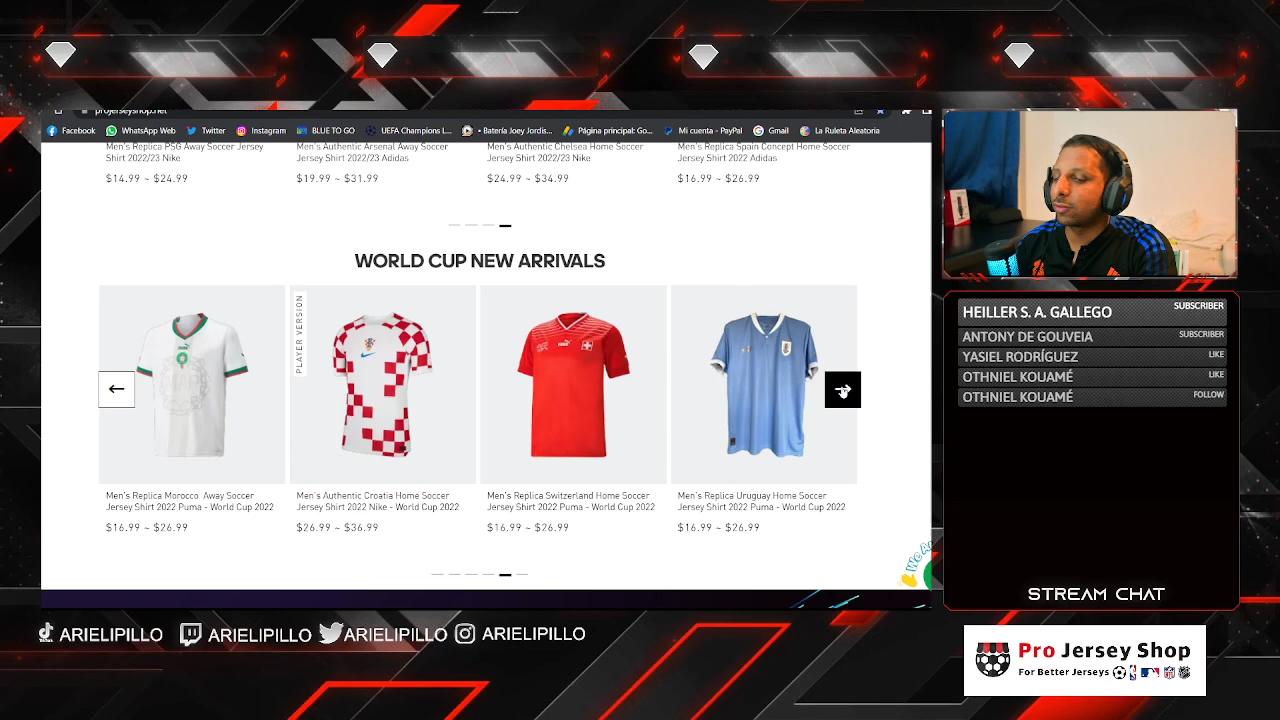 projerseyshop.net
Facebook WhatsApp Web Twitter Instagram BLUE TO GO UEFA Champions L... • Batería Joey Jordis... Página principal: Go... Mi cuenta - PayPal Gmail La Ruleta Aleatoria
Men's Replica PSG Away Soccer Jersey
Shirt 2022/23 Nike
$14.99 ~ $24.99
Men's Authentic Arsenal Away Soccer
Jersey Shirt 2022/23 Adidas
$19.99 ~ $31.99
Men's Authentic Chelsea Home Soccer
Jersey Shirt 2022/23 Nike
$24.99 ~ $34.99
Men's Replica Spain Concept Home Soccer
Jersey Shirt 2022 Adidas
$16.99 ~ $26.99
WORLD CUP NEW ARRIVALS
PLAYER VERSION
Men's Replica Morocco Away Soccer
Jersey Shirt 2022 Puma - World Cup 2022
$16.99 ~ $26.99
Men's Authentic Croatia Home Soccer
Jersey Shirt 2022 Nike - World Cup 2022
$26.99 ~ $36.99
Men's Replica Switzerland Home Soccer
Jersey Shirt 2022 Puma - World Cup 2022
$16.99 ~ $26.99
Men's Replica Uruguay Home Soccer
Jersey Shirt 2022 Puma - World Cup 2022
$16.99 ~ $26.99
We
HEILLER S. A. GALLEGO SUBSCRIBER
ANTONY DE GOUVEIA SUBSCRIBER
YASIEL RODRÍGUEZ LIKE
OTHNIEL KOUAMÉ LIKE
OTHNIEL KOUAMÉ FOLLOW
STREAM CHAT
ARIELIPILLO ARIELIPILLO ARIELIPILLO ARIELIPILLO
Pro Jersey Shop
For Better Jerseys